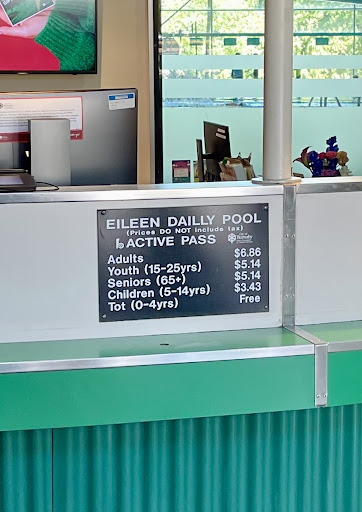 EILEEN DAILLY POOL
(Prices DO NOT include tax)
ACTIVE PASS
Burnaby
Adults $6.86
Youth (15-25yrs) $5.14
Seniors (65+) $5.14
Children (5-14yrs) $3.43
Tot (0-4yrs) Free